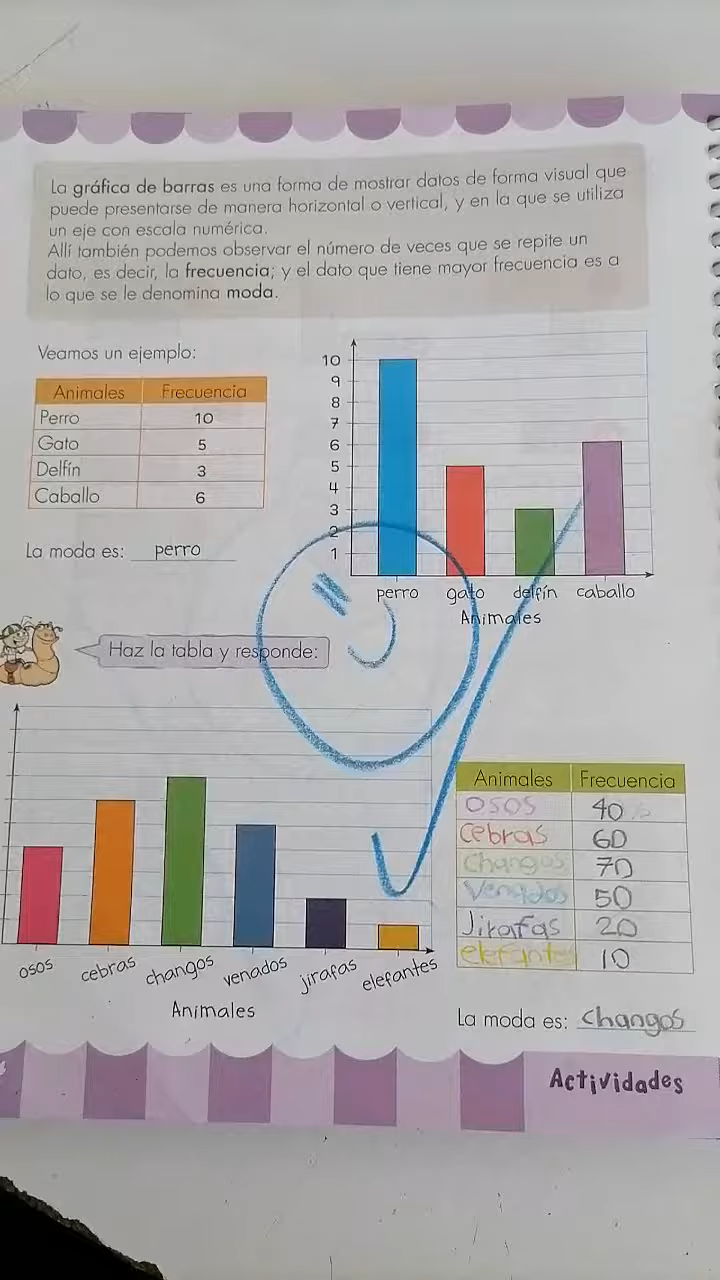 La gráfica de barras es una forma de mostrar datos de forma visual que
puede presentarse de manera horizontal o vertical, y en la que se utiliza
un eje con escala numérica.
Allí también podemos observar el número de veces que se repite un
dato, es decir, la frecuencia; y el dato que tiene mayor frecuencia es a
lo que se le denomina moda.
Veamos un ejemplo:
Animales Frecuencia
Perro 10
Gato 5
Delfín 3
Caballo 6
La moda es: perro
10
9
8
7
6
5
4
3
2
1
perro gato delfín caballo
Animales
Haz la tabla y responde:
osos cebras changos venados jirafas elefantes
Animales
Animales Frecuencia
osos 40
Cebras 60
Changos 70
Venados 50
Jirafas 20
elefantes 10
La moda es: Changos
Actividades